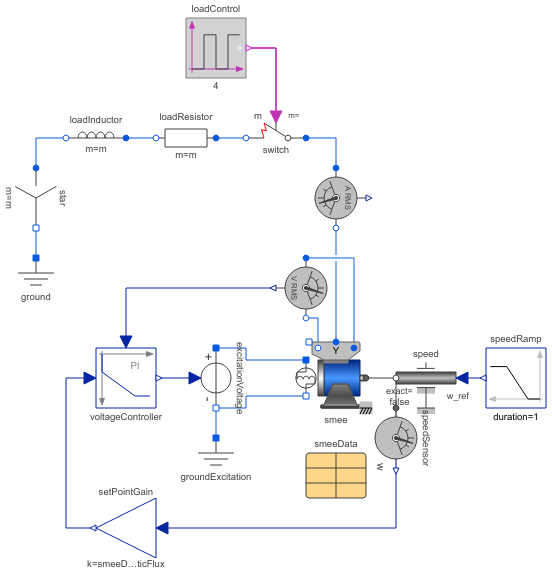 loadControl
4
loadInductor
m=m
loadResistor
m=m
m
m=
switch
m=m
star
A RMS
ground
V RMS
PI
voltageController
+
-
excitationVoltage
groundExcitation
Y
smee
exact=
false
speed
w_ref
speedRamp
duration=1
speedSensor
w
smeeData
setPointGain
k=smeeD...ticFlux